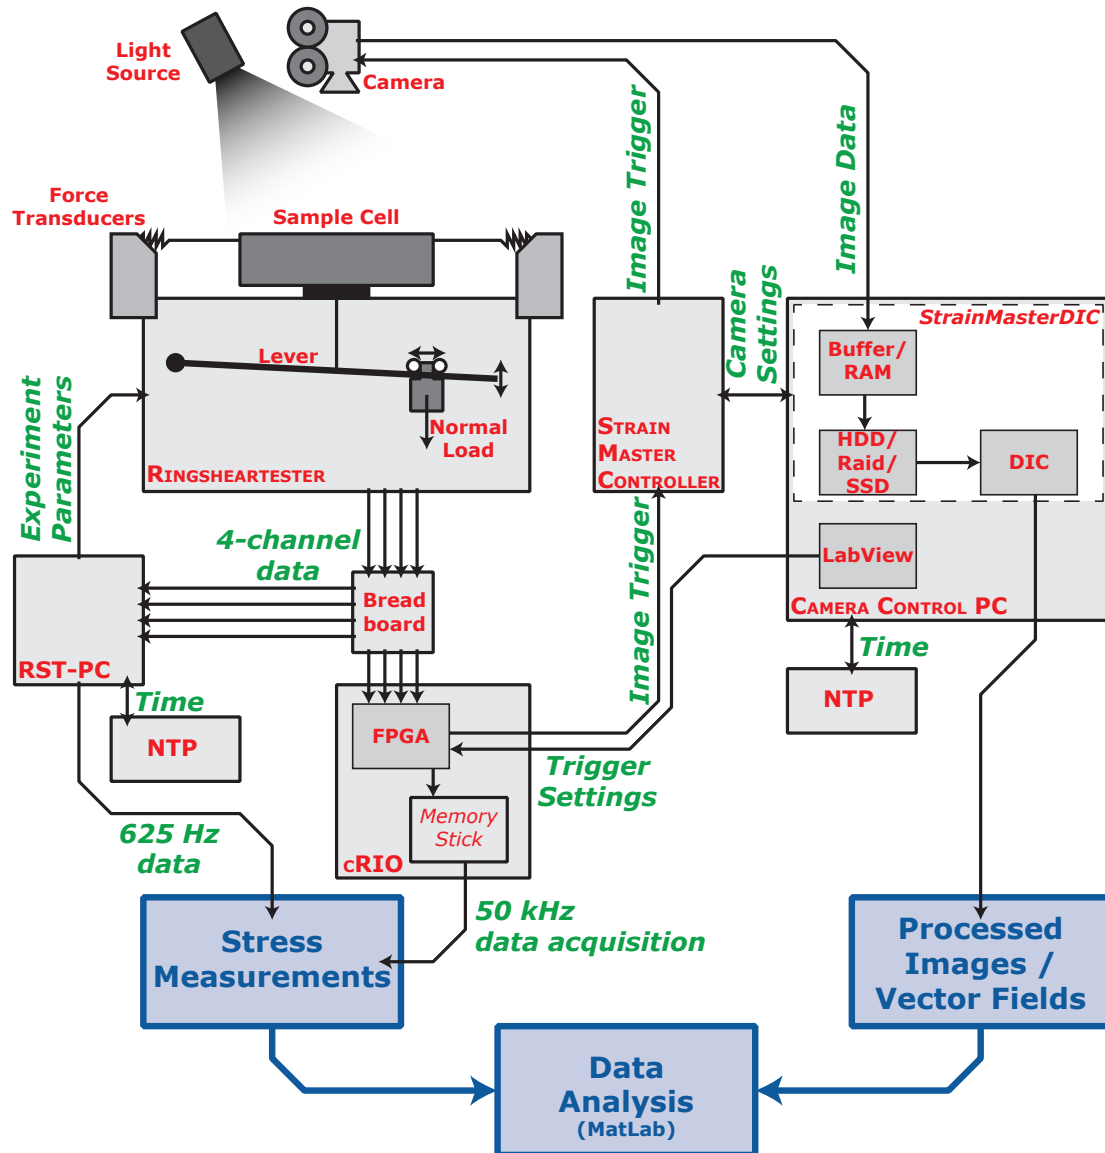 Light
Source
Camera
Image Trigger
Image Data
Force
Transducers
Sample Cell
Lever
Normal
Load
RINGSHEARTESTER
Experiment
Parameters
STRAIN
MASTER
CONTROLLER
Camera
Settings
StrainMasterDIC
Buffer/
RAM
HDD/
Raid/
SSD
DIC
LabView
CAMERA CONTROL PC
4-channel
data
Bread
board
RST-PC
Time
NTP
Image Trigger
Time
NTP
FPGA
Trigger
Settings
Memory
Stick
cRIO
625 Hz
data
50 kHz
data acquisition
Stress
Measurements
Processed
Images /
Vector Fields
Data
Analysis
(MatLab)